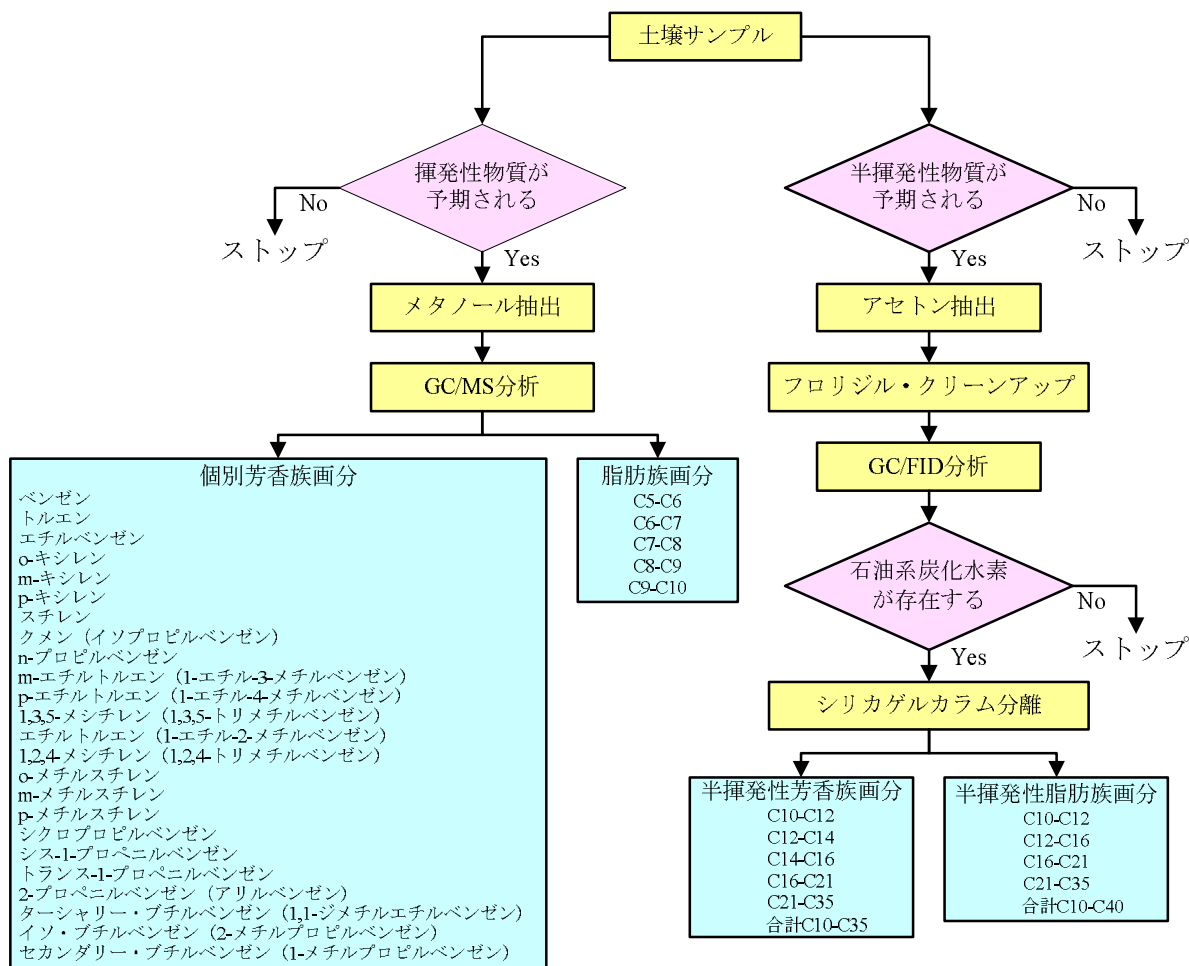 土壌サンプル
揮発性物質が
予期される
No
ストップ
Yes
メタノール抽出
GC/MS分析
個別芳香族画分
ベンゼン
トルエン
エチルベンゼン
o-キシレン
m-キシレン
p-キシレン
スチレン
クメン（イソプロピルベンゼン）
n-プロピルベンゼン
m-エチルトルエン（1-エチル-3-メチルベンゼン）
p-エチルトルエン（1-エチル-4-メチルベンゼン）
1,3,5-メシチレン（1,3,5-トリメチルベンゼン）
エチルトルエン（1-エチル-2-メチルベンゼン）
1,2,4-メシチレン（1,2,4-トリメチルベンゼン）
o-メチルスチレン
m-メチルスチレン
p-メチルスチレン
シクロプロピルベンゼン
シス-1-プロペニルベンゼン
トランス-1-プロペニルベンゼン
2-プロペニルベンゼン（アリルベンゼン）
ターシャリー・ブチルベンゼン（1,1-ジメチルエチルベンゼン）
イソ・ブチルベンゼン（2-メチルプロピルベンゼン）
セカンダリー・ブチルベンゼン（1-メチルプロピルベンゼン）
脂肪族画分
C5-C6
C6-C7
C7-C8
C8-C9
C9-C10
半揮発性物質が
予期される
No
ストップ
Yes
アセトン抽出
フロリジル・クリーンアップ
GC/FID分析
石油系炭化水素
が存在する
No
ストップ
Yes
シリカゲルカラム分離
半揮発性芳香族画分
C10-C12
C12-C14
C14-C16
C16-C21
C21-C35
合計C10-C35
半揮発性脂肪族画分
C10-C12
C12-C16
C16-C21
C21-C35
合計C10-C40